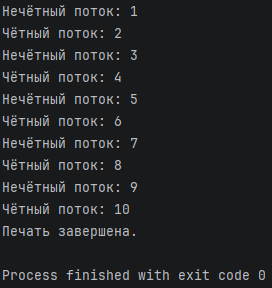 Нечётный поток: 1
Чётный поток: 2
Нечётный поток: 3
Чётный поток: 4
Нечётный поток: 5
Чётный поток: 6
Нечётный поток: 7
Чётный поток: 8
Нечётный поток: 9
Чётный поток: 10
Печать завершена.
Process finished with exit code 0